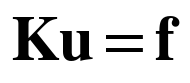 Ku = f